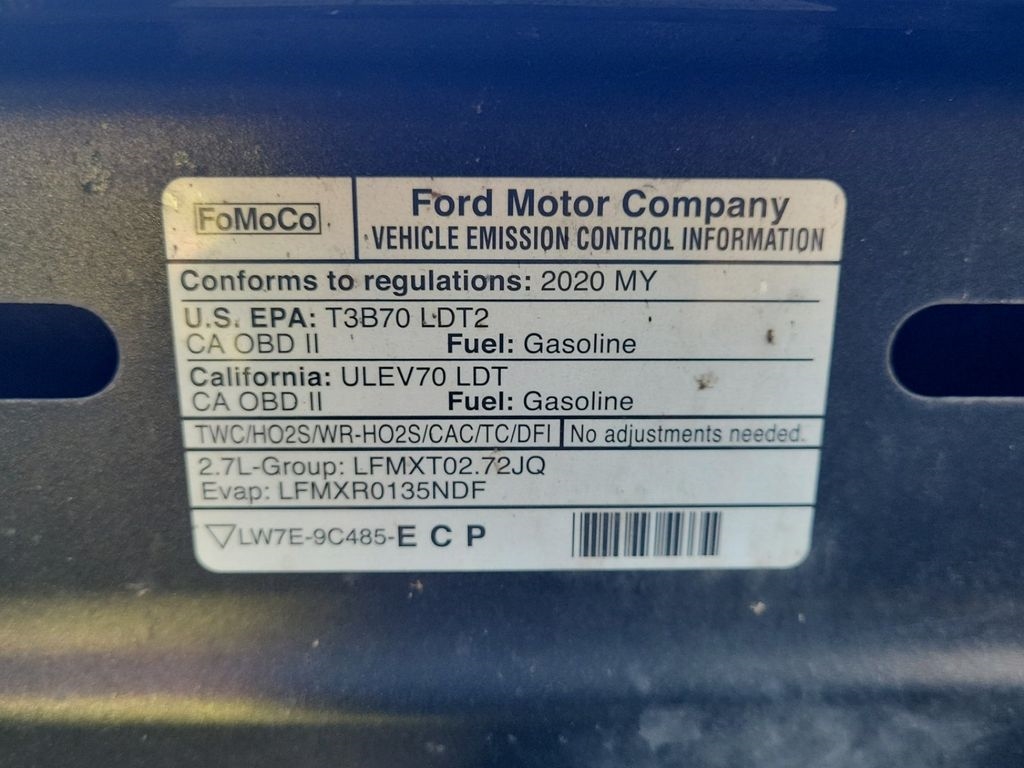 FoMoCo
Ford Motor Company
VEHICLE EMISSION CONTROL INFORMATION
Conforms to regulations: 2020 MY
U.S. EPA: T3B70 LDT2
CA OBD II Fuel: Gasoline
California: ULEV70 LDT
CA OBD II Fuel: Gasoline
TWC/HO2S/WR-HO2S/CAC/TC/DFI No adjustments needed.
2.7L-Group: LFMXT02.72JQ
Evap: LFMXR0135NDF
LW7E-9C485-E C P